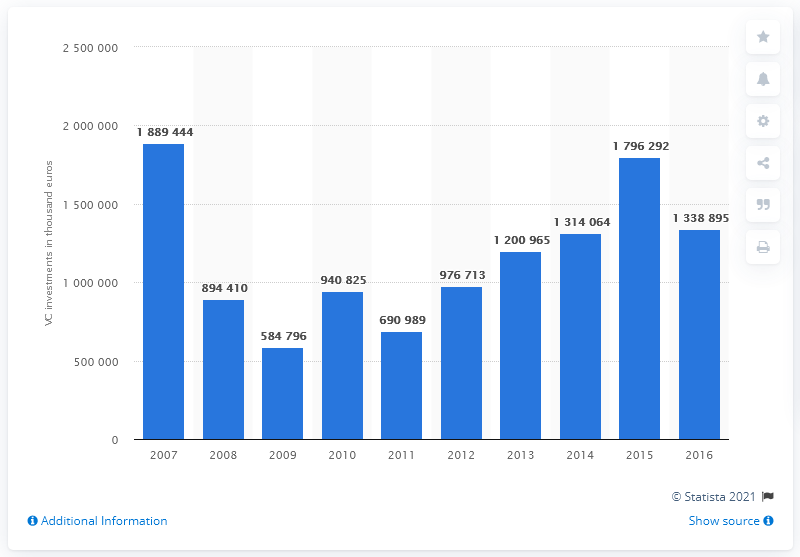 2 500 000
2 000 000
1 500 000
1 000 000
500 000
0
VC investments in thousand euros
1 889 444
894 410
584 796
940 825
690 989
976 713
1 200 965
1 314 064
1 796 292
1 338 895
2007 2008 2009 2010 2011 2012 2013 2014 2015 2016
© Statista 2021
Additional Information
Show source